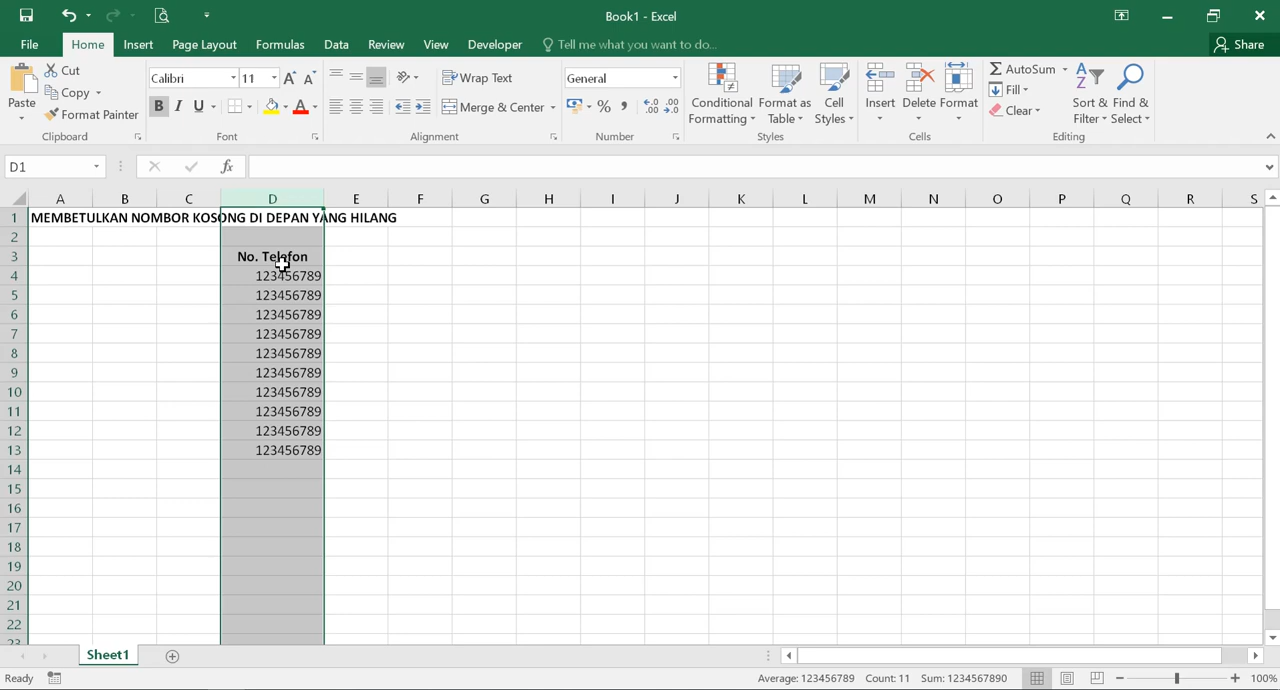 Book1 - Excel
File Home Insert Page Layout Formulas Data Review View Developer Tell me what you want to do... Share
Paste
Cut
Copy
Format Painter
Clipboard
Calibri 11
B I U
Font
Wrap Text
Merge & Center
Alignment
General
Number
Conditional Formatting
Format as Table
Cell Styles
Styles
Insert
Delete
Format
Cells
AutoSum
Fill
Clear
Sort & Filter
Find & Select
Editing
D1
fx
A B C D E F G H I J K L M N O P Q R S
1 MEMBETULKAN NOMBOR KOSONG DI DEPAN YANG HILANG
2
3 No. Telefon
4 123456789
5 123456789
6 123456789
7 123456789
8 123456789
9 123456789
10 123456789
11 123456789
12 123456789
13 123456789
14
15
16
17
18
19
20
21
22
23
Sheet1
Ready Average: 123456789 Count: 11 Sum: 1234567890 100%